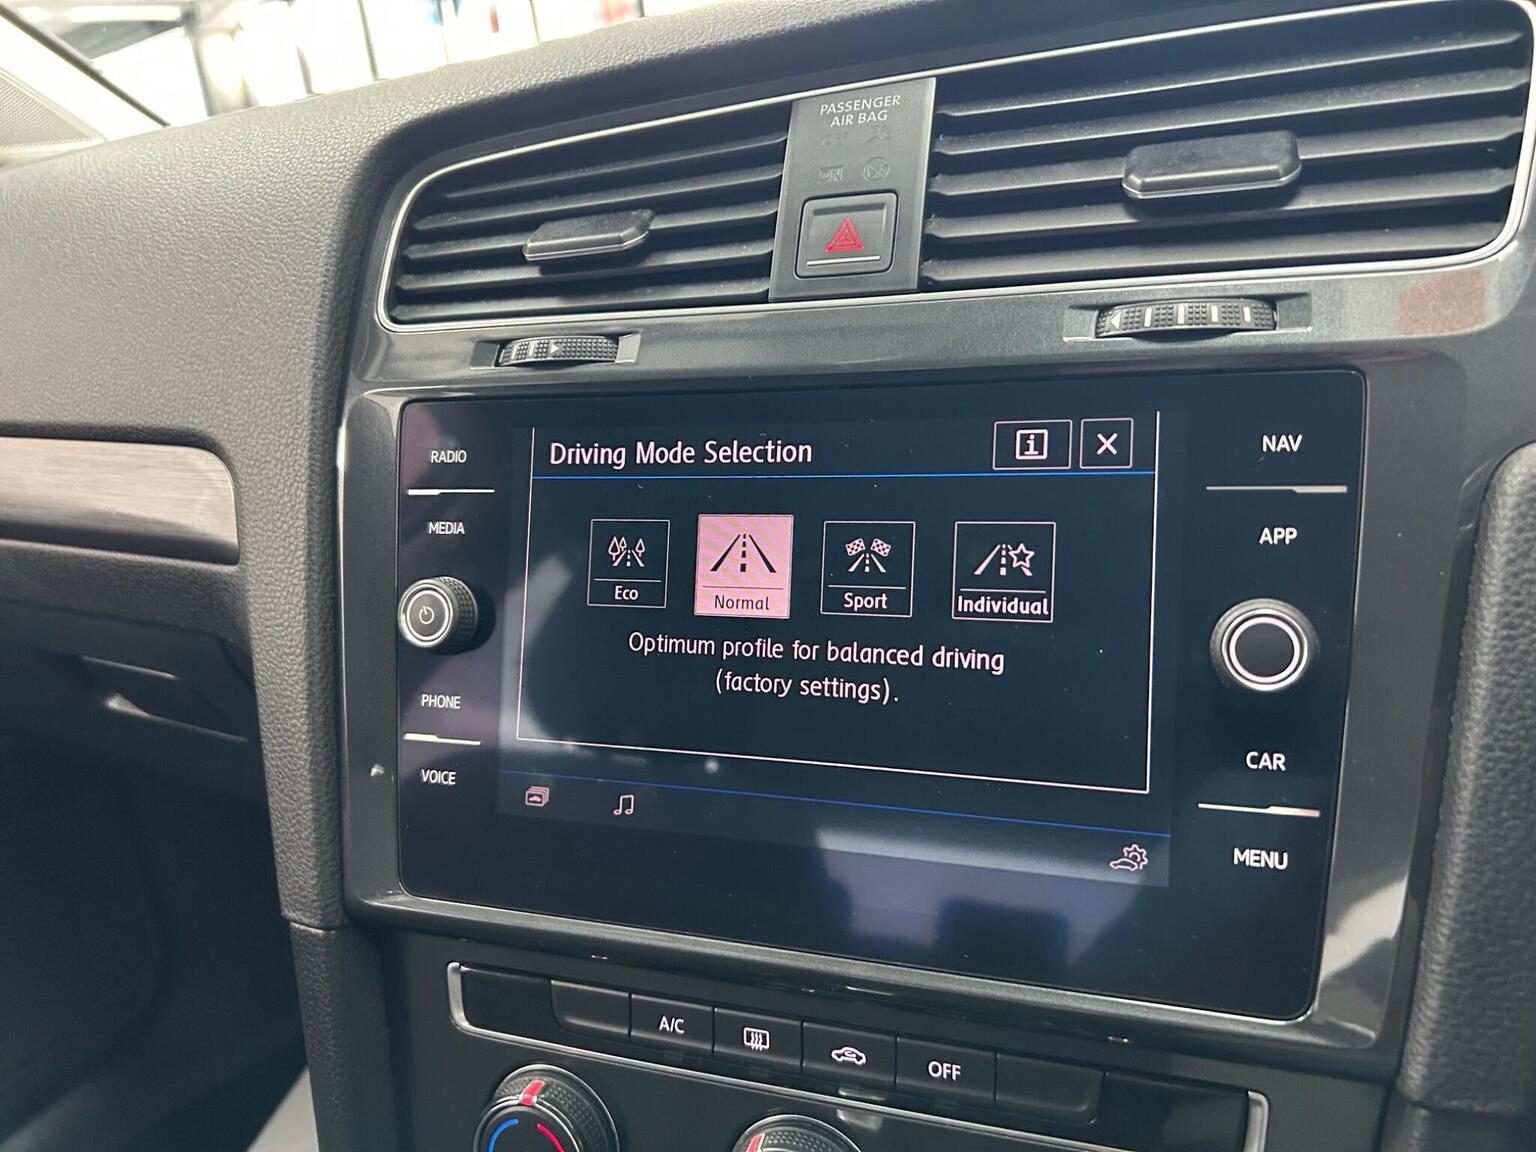 PASSENGER
AIR BAG
ON
RADIO
MEDIA
PHONE
VOICE
Driving Mode Selection
i
Eco
Normal
Sport
Individual
Optimum profile for balanced driving
(factory settings).
NAV
APP
CAR
MENU
A/C
OFF